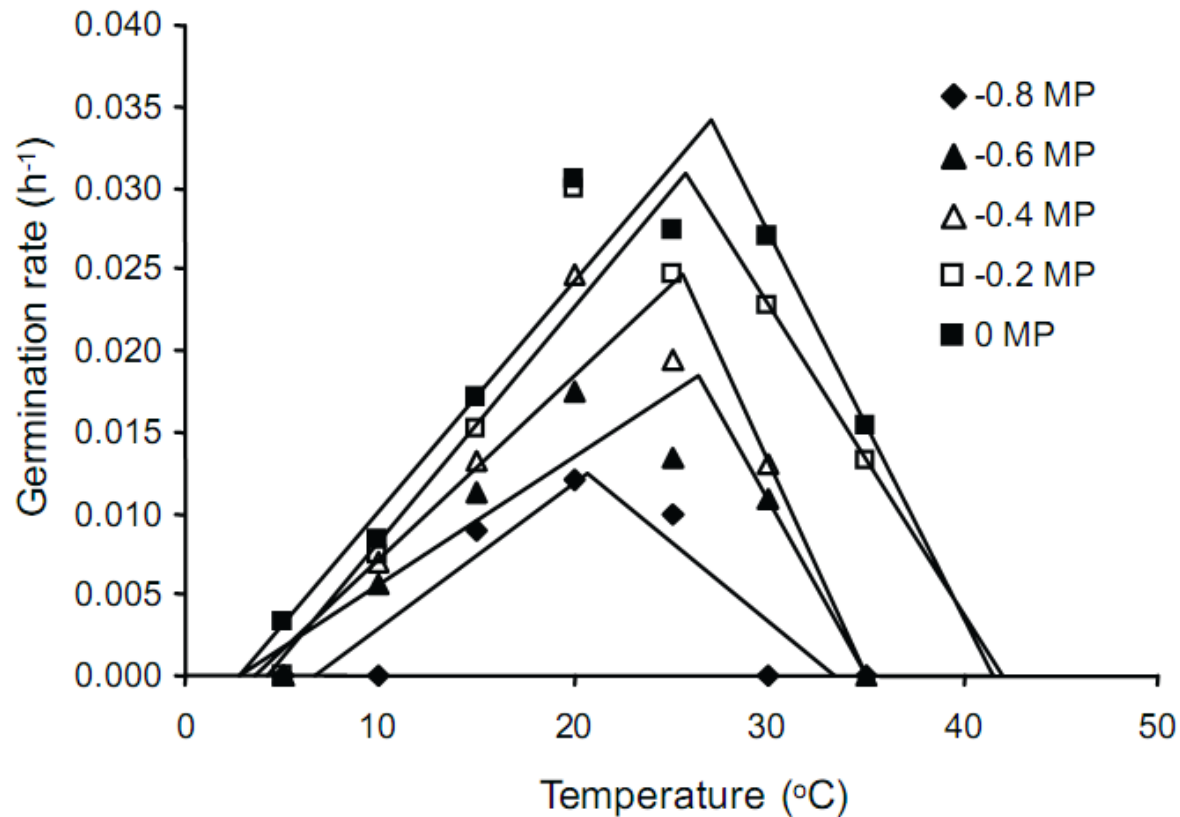 0.040
0.035
0.030
0.025
0.020
0.015
0.010
0.005
0.000
Germination rate (h-1)
0 10 20 30 40 50
Temperature (oC)
-0.8 MP
-0.6 MP
-0.4 MP
-0.2 MP
0 MP